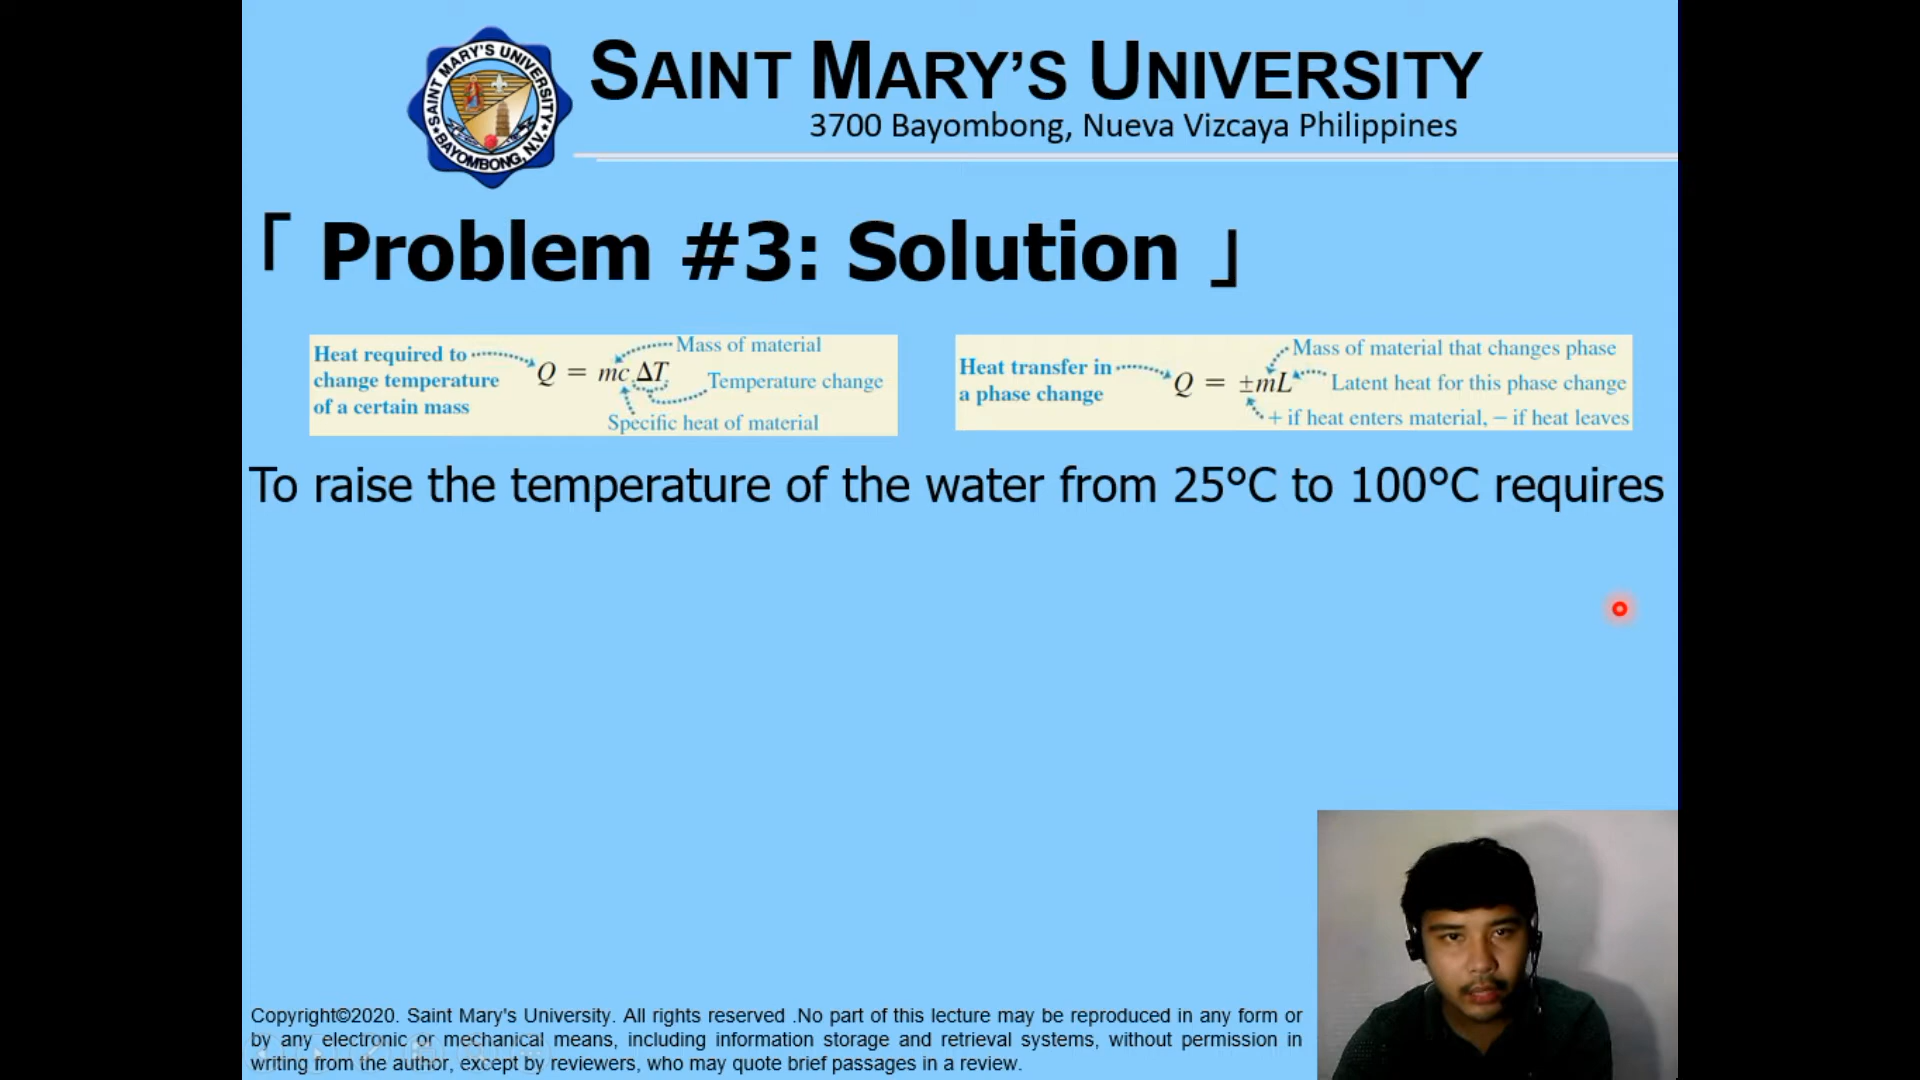 SAINT MARY'S UNIVERSITY
BAYOMBONG, N.V.
SAINT MARY'S UNIVERSITY
3700 Bayombong, Nueva Vizcaya Philippines
「 Problem #3: Solution 」
Heat required to
change temperature
of a certain mass
Q = mc ΔT
Mass of material
Temperature change
Specific heat of material
Heat transfer in
a phase change
Q = ±mL
Mass of material that changes phase
Latent heat for this phase change
+ if heat enters material, − if heat leaves
To raise the temperature of the water from 25°C to 100°C requires
Copyright©2020. Saint Mary's University. All rights reserved .No part of this lecture may be reproduced in any form or
by any electronic or mechanical means, including information storage and retrieval systems, without permission in
writing from the author, except by reviewers, who may quote brief passages in a review.